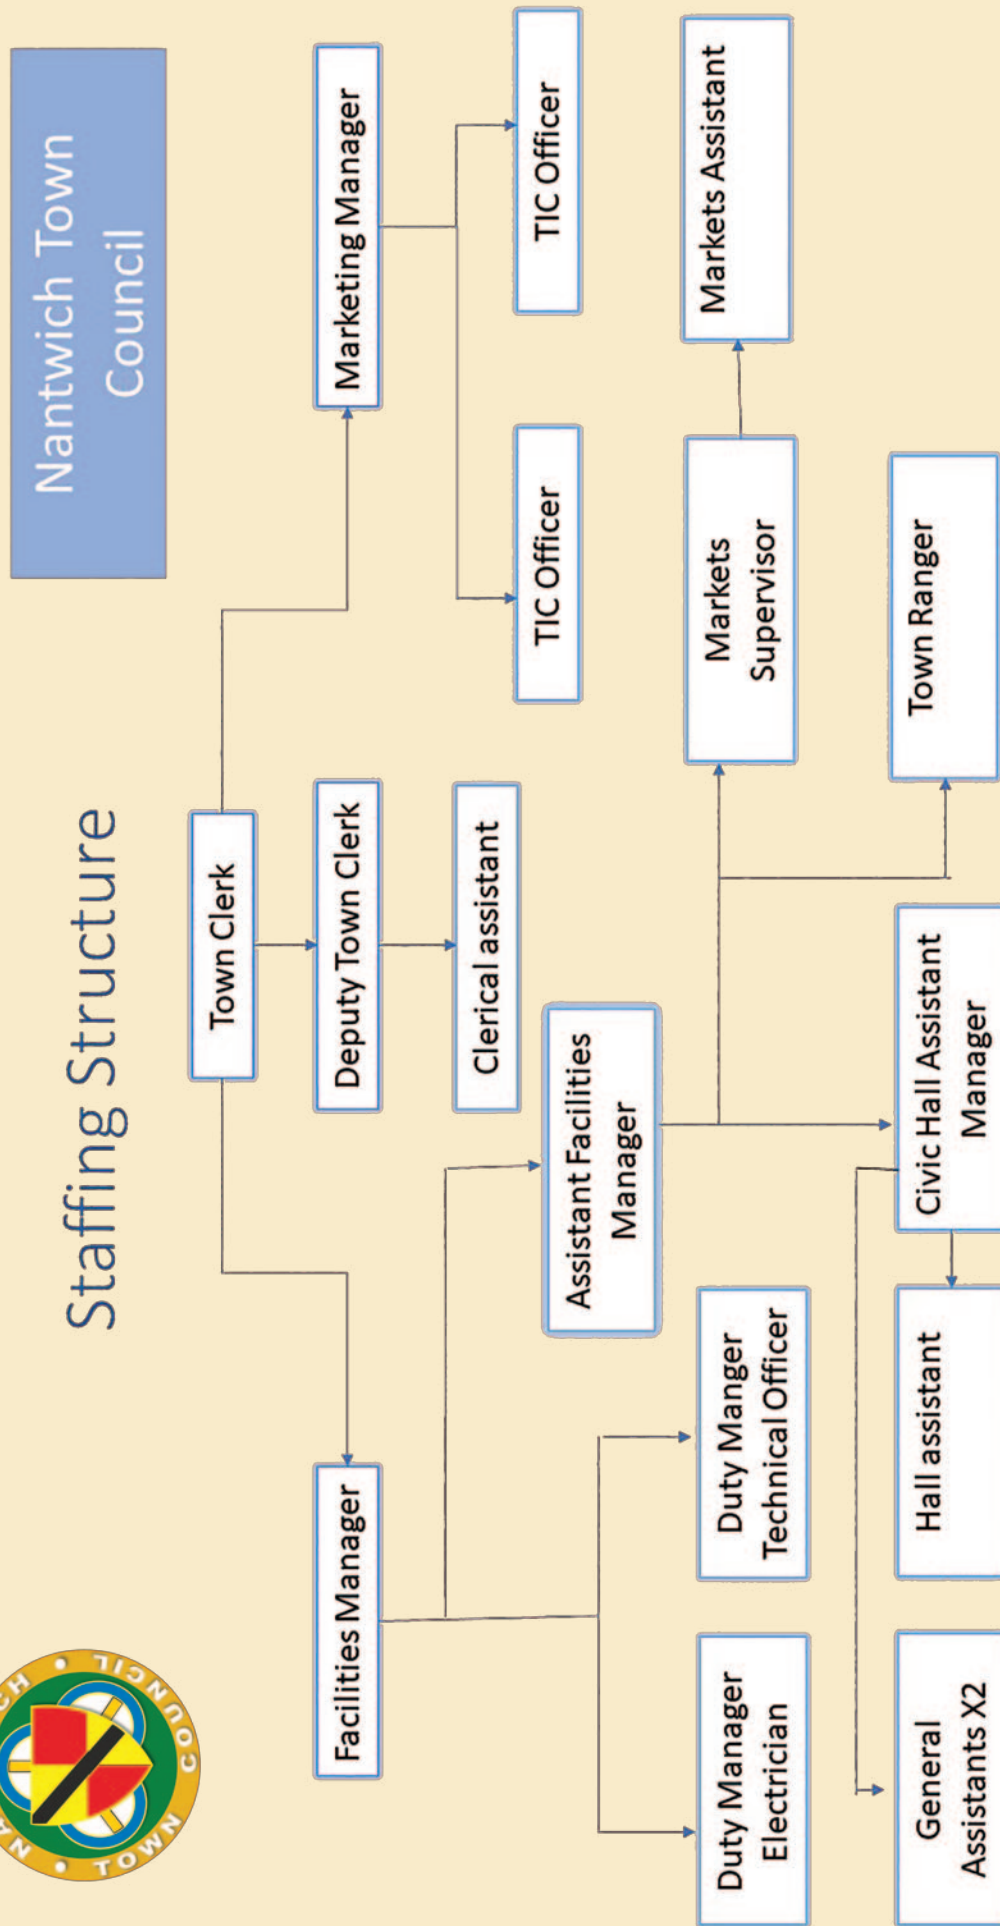 Staffing Structure
Nantwich Town
Council
TOWN
COUNCIL
Town Clerk
Facilities Manager
Deputy Town Clerk
Marketing Manager
Clerical assistant
TIC Officer
TIC Officer
Assistant Facilities
Manager
Duty Manager
Electrician
Duty Manger
Technical Officer
Markets
Supervisor
Markets Assistant
General
Assistants X2
Hall assistant
Civic Hall Assistant
Manager
Town Ranger